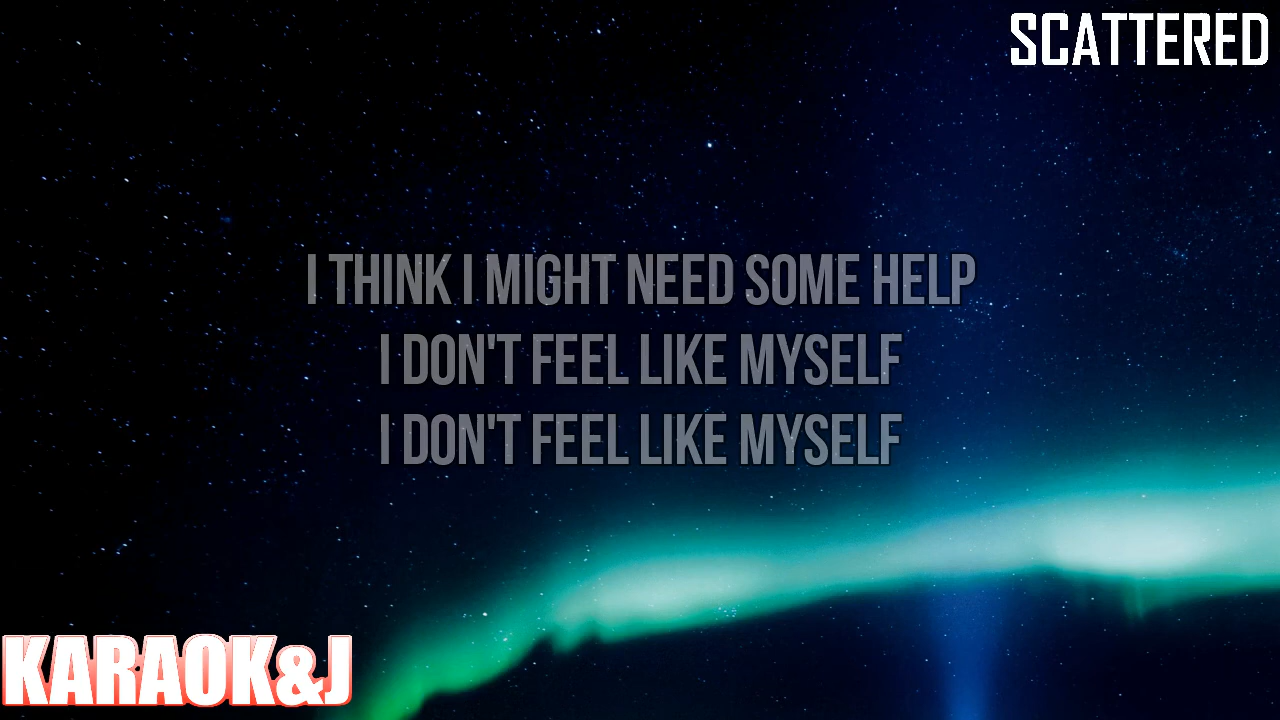 SCATTERED
I THINK I MIGHT NEED SOME HELP
I DON'T FEEL LIKE MYSELF
I DON'T FEEL LIKE MYSELF
KARAOK&J